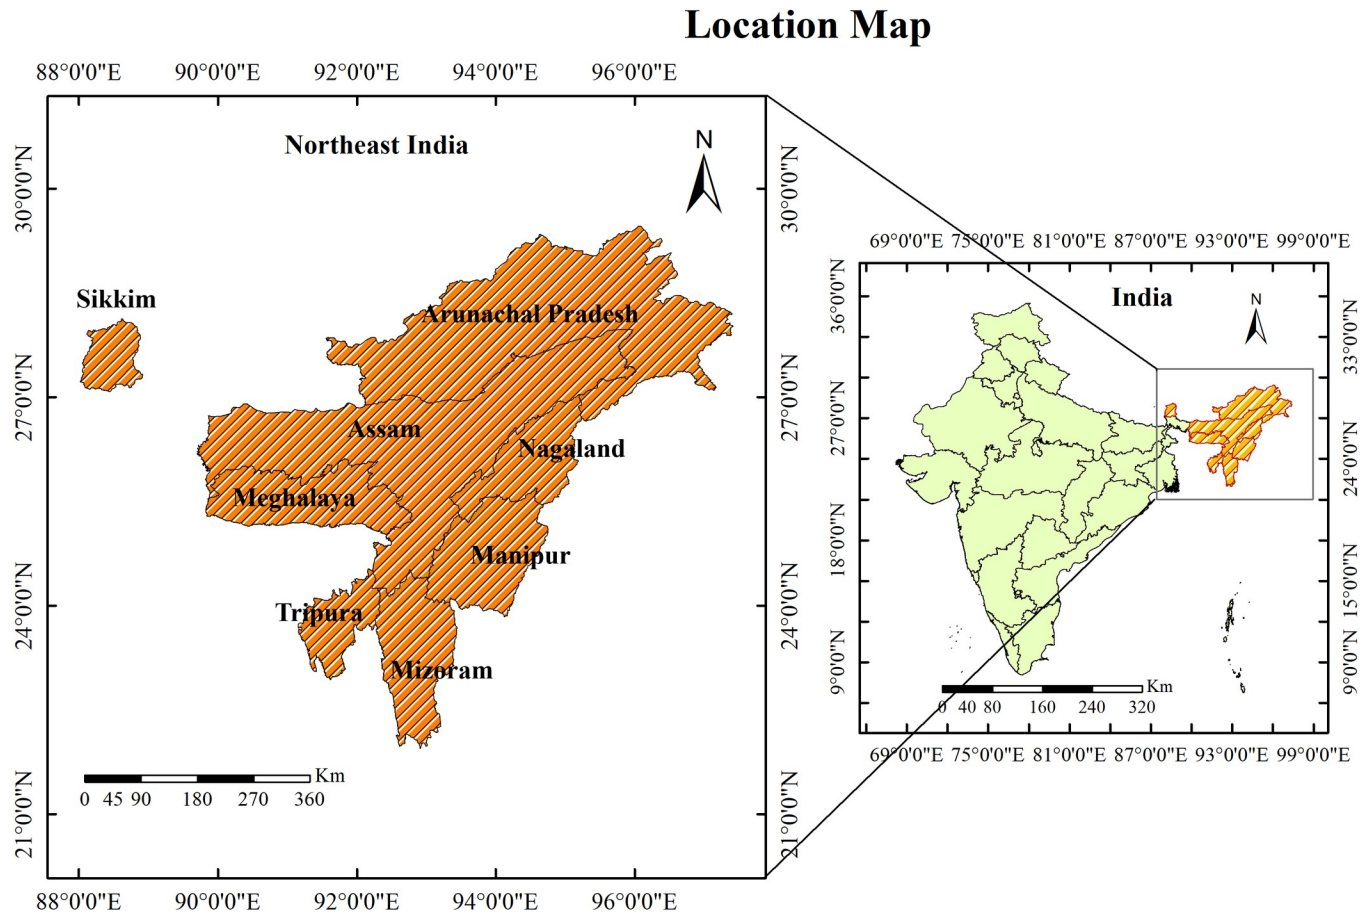 Location Map
88°0'0"E 90°0'0"E 92°0'0"E 94°0'0"E 96°0'0"E
Northeast India
N
30°0'0"N
30°0'0"N
Sikkim
Arunachal Pradesh
27°0'0"N
27°0'0"N
Assam
Nagaland
Meghalaya
Manipur
24°0'0"N
24°0'0"N
Tripura
Mizoram
Km
0 45 90 180 270 360
21°0'0"N
21°0'0"N
88°0'0"E 90°0'0"E 92°0'0"E 94°0'0"E 96°0'0"E
69°0'0"E 75°0'0"E 81°0'0"E 87°0'0"E 93°0'0"E 99°0'0"E
India
N
36°0'0"N
33°0'0"N
27°0'0"N
24°0'0"N
18°0'0"N
15°0'0"N
9°0'0"N
9°0'0"N
Km
0 40 80 160 240 320
69°0'0"E 75°0'0"E 81°0'0"E 87°0'0"E 93°0'0"E 99°0'0"E